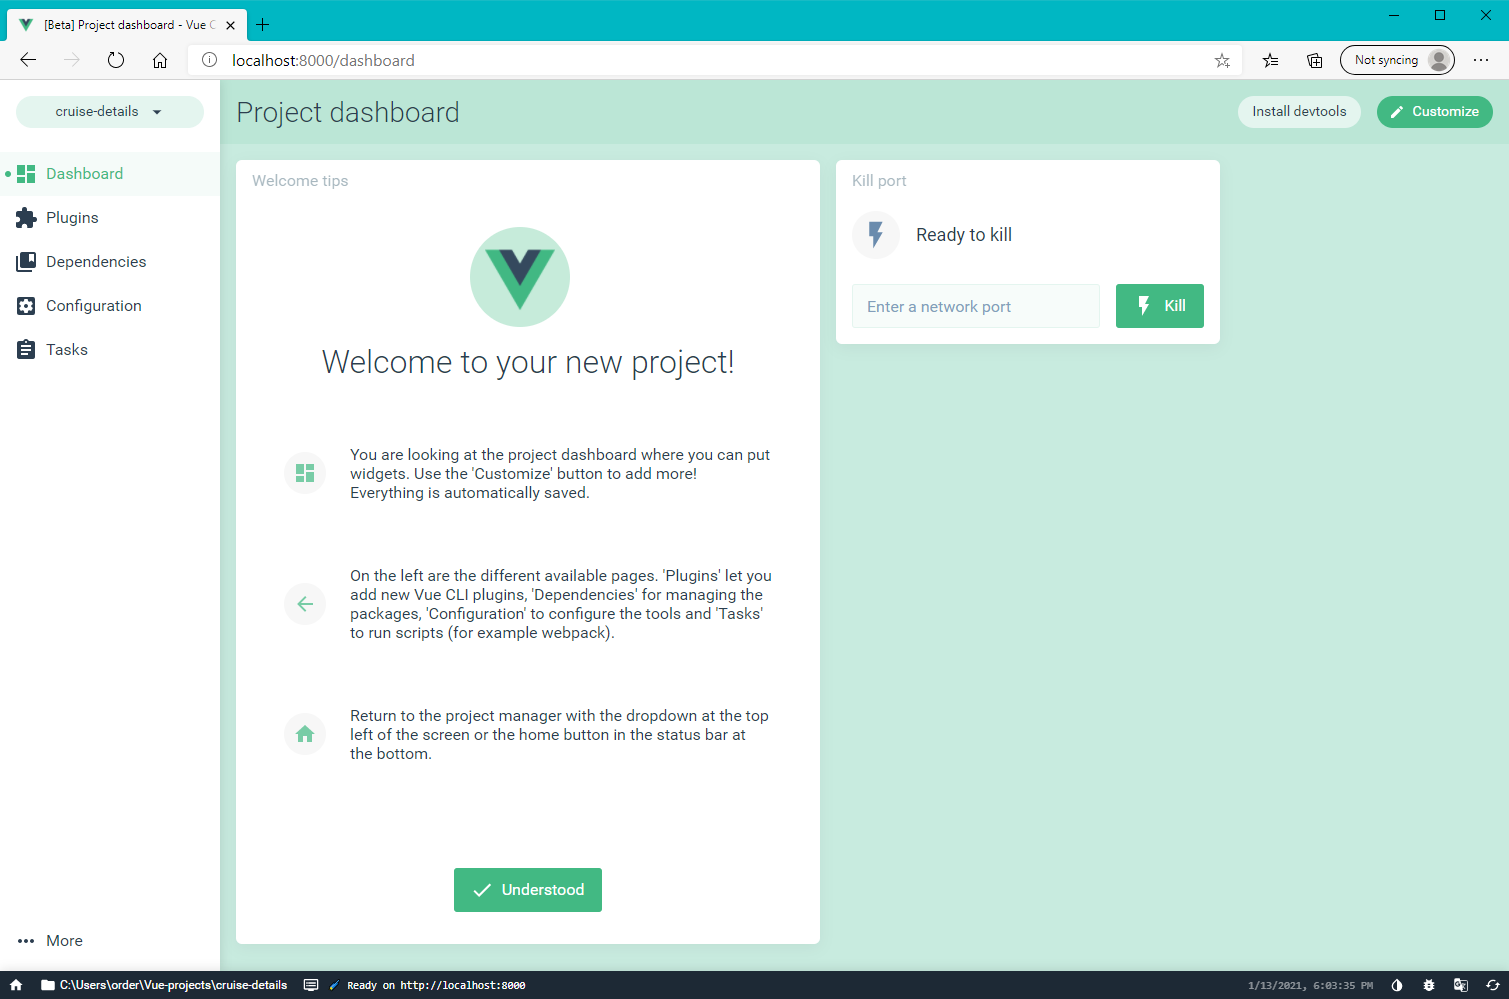 [Beta] Project dashboard - Vue C
localhost:8000/dashboard
Not syncing
cruise-details
Project dashboard
Install devtools
Customize
Dashboard
Plugins
Dependencies
Configuration
Tasks
More
Welcome tips
Welcome to your new project!
You are looking at the project dashboard where you can put
widgets. Use the 'Customize' button to add more!
Everything is automatically saved.
On the left are the different available pages. 'Plugins' let you
add new Vue CLI plugins, 'Dependencies' for managing the
packages, 'Configuration' to configure the tools and 'Tasks'
to run scripts (for example webpack).
Return to the project manager with the dropdown at the top
left of the screen or the home button in the status bar at
the bottom.
Understood
Kill port
Ready to kill
Enter a network port
Kill
C:\Users\order\Vue-projects\cruise-details
Ready on http://localhost:8000
1/13/2021, 6:03:35 PM